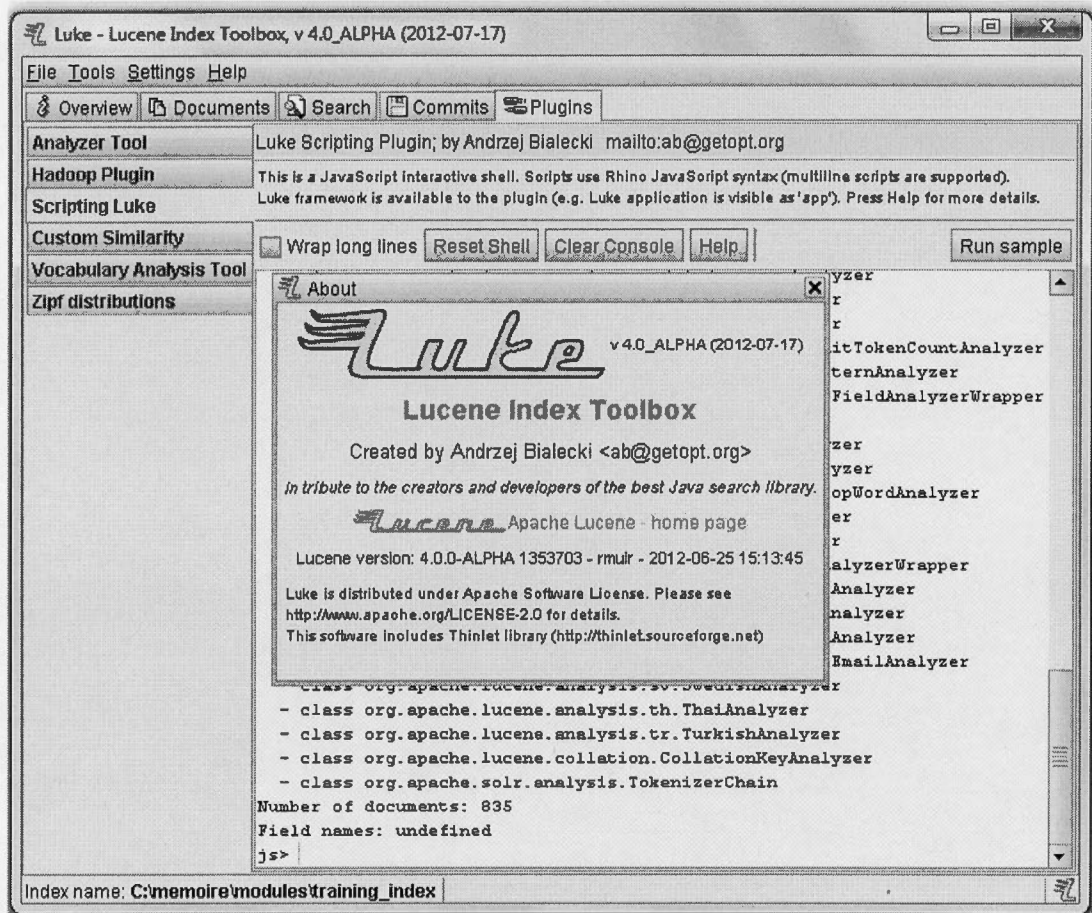 Luke - Lucene Index Toolbox, v 4.0_ALPHA (2012-07-17)
File Tools Settings Help
Overview Documents Search Commits Plugins
Analyzer Tool
Hadoop Plugin
Scripting Luke
Custom Similarity
Vocabulary Analysis Tool
Zipf distributions
Luke Scripting Plugin; by Andrzej Bialecki mailto:ab@getopt.org
This is a JavaScript interactive shell. Scripts use Rhino JavaScript syntax (multiline scripts are supported).
Luke framework is available to the plugin (e.g. Luke application is visible as 'app'). Press Help for more details.
Wrap long lines Reset Shell Clear Console Help Run sample
About
Luke v 4.0_ALPHA (2012-07-17)
Lucene Index Toolbox
Created by Andrzej Bialecki <ab@getopt.org>
In tribute to the creators and developers of the best Java search library.
Lucene Apache Lucene - home page
Lucene version: 4.0.0-ALPHA 1353703 - rmuir - 2012-06-25 15:13:45
Luke is distributed under Apache Software License. Please see
http://www.apache.org/LICENSE-2.0 for details.
This software includes Thinlet library (http://thinlet.sourceforge.net)
yzer
r
r
itTokenCountAnalyzer
ternAnalyzer
FieldAnalyzerWrapper
zer
yzer
opWordAnalyzer
er
r
alyzerWrapper
Analyzer
nalyzer
Analyzer
EmailAnalyzer
class org.apache.lucene.analysis.sv.SwedishAnalyzer
- class org.apache.lucene.analysis.th.ThaiAnalyzer
- class org.apache.lucene.analysis.tr.TurkishAnalyzer
- class org.apache.lucene.collation.CollationKeyAnalyzer
- class org.apache.solr.analysis.TokenizerChain
Number of documents: 835
Field names: undefined
js>
Index name: C:\memoire\modules\training_index